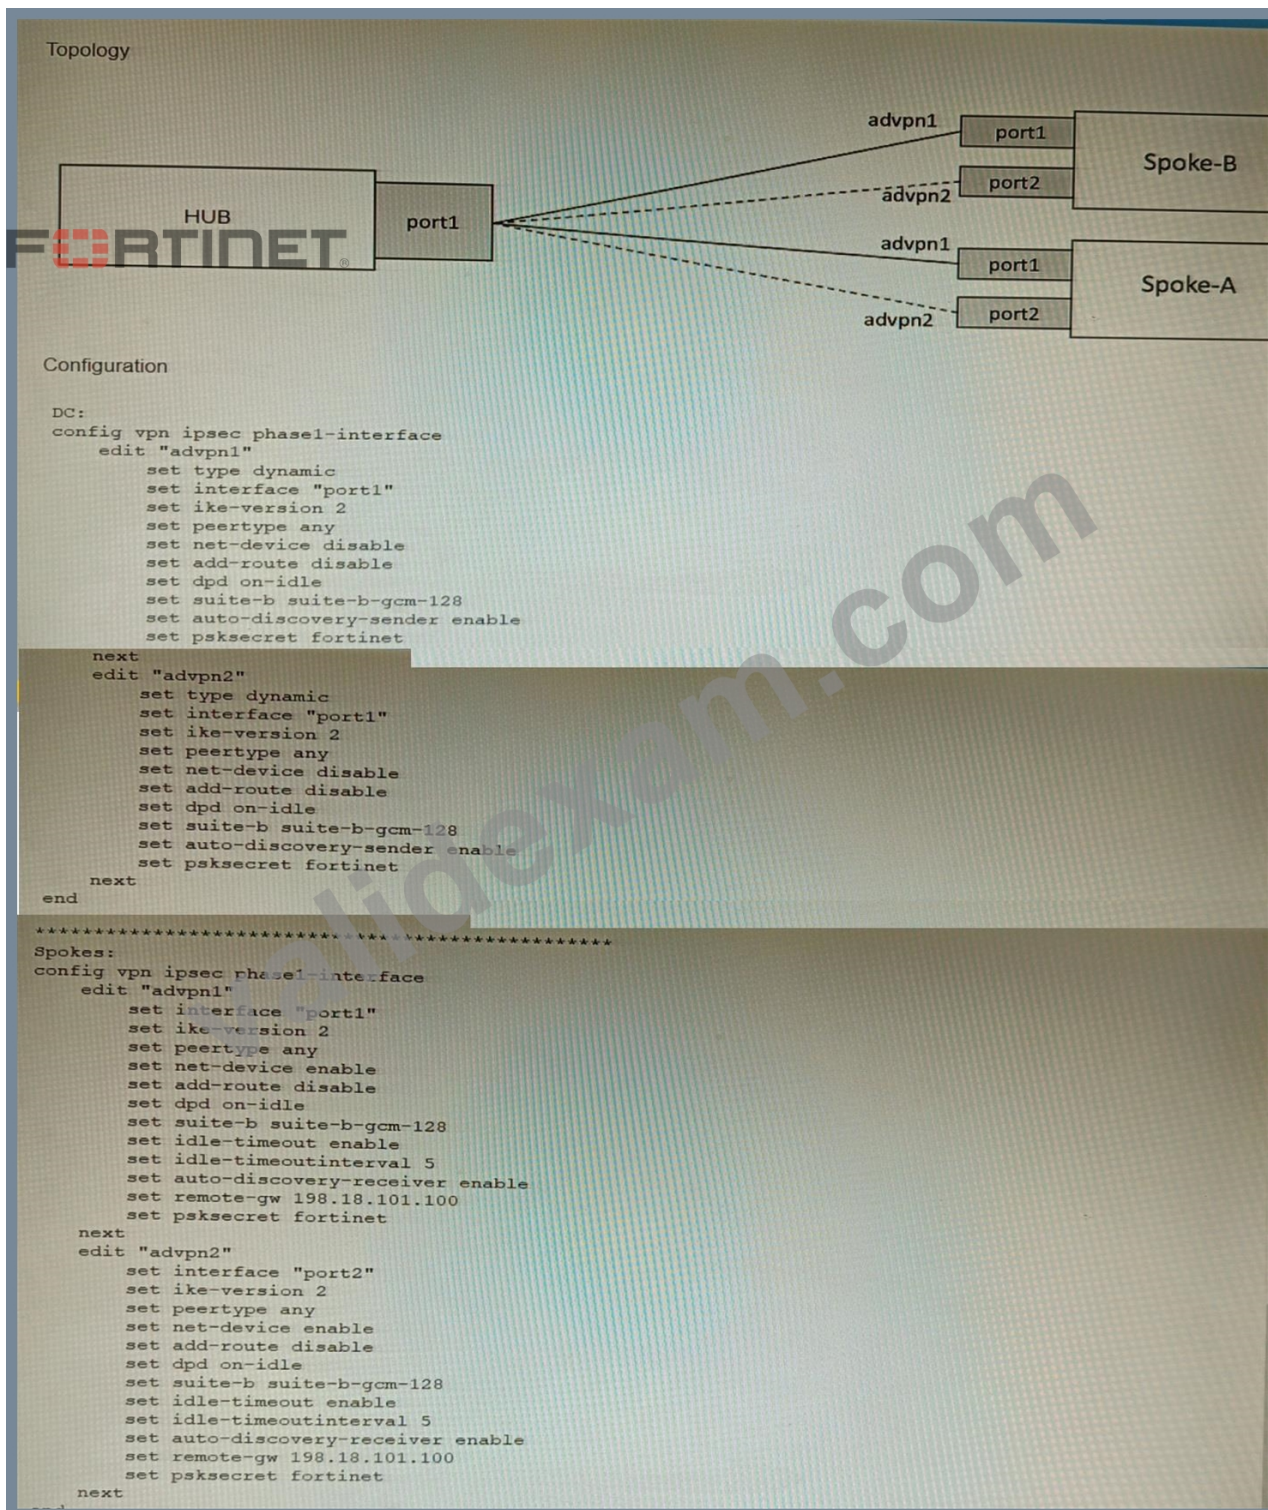 Topology
advpn1
port1
Spoke-B
port2
advpn2
HUB
port1
FORTINET®
advpn1
port1
Spoke-A
port2
advpn2
Configuration
DC:
config vpn ipsec phase1-interface
edit "advpn1"
set type dynamic
set interface "port1"
set ike-version 2
set peertype any
set net-device disable
set add-route disable
set dpd on-idle
set suite-b suite-b-gcm-128
set auto-discovery-sender enable
set psksecret fortinet
next
edit "advpn2"
set type dynamic
set interface "port1"
set ike-version 2
set peertype any
set net-device disable
set add-route disable
set dpd on-idle
set suite-b suite-b-gcm-128
set auto-discovery-sender enable
set psksecret fortinet
next
end
*************************************************
Spokes:
config vpn ipsec phase1-interface
edit "advpn1"
set interface "port1"
set ike-version 2
set peertype any
set net-device enable
set add-route disable
set dpd on-idle
set suite-b suite-b-gcm-128
set idle-timeout enable
set idle-timeoutinterval 5
set auto-discovery-receiver enable
set remote-gw 198.18.101.100
set psksecret fortinet
next
edit "advpn2"
set interface "port2"
set ike-version 2
set peertype any
set net-device enable
set add-route disable
set dpd on-idle
set suite-b suite-b-gcm-128
set idle-timeout enable
set idle-timeoutinterval 5
set auto-discovery-receiver enable
set remote-gw 198.18.101.100
set psksecret fortinet
next